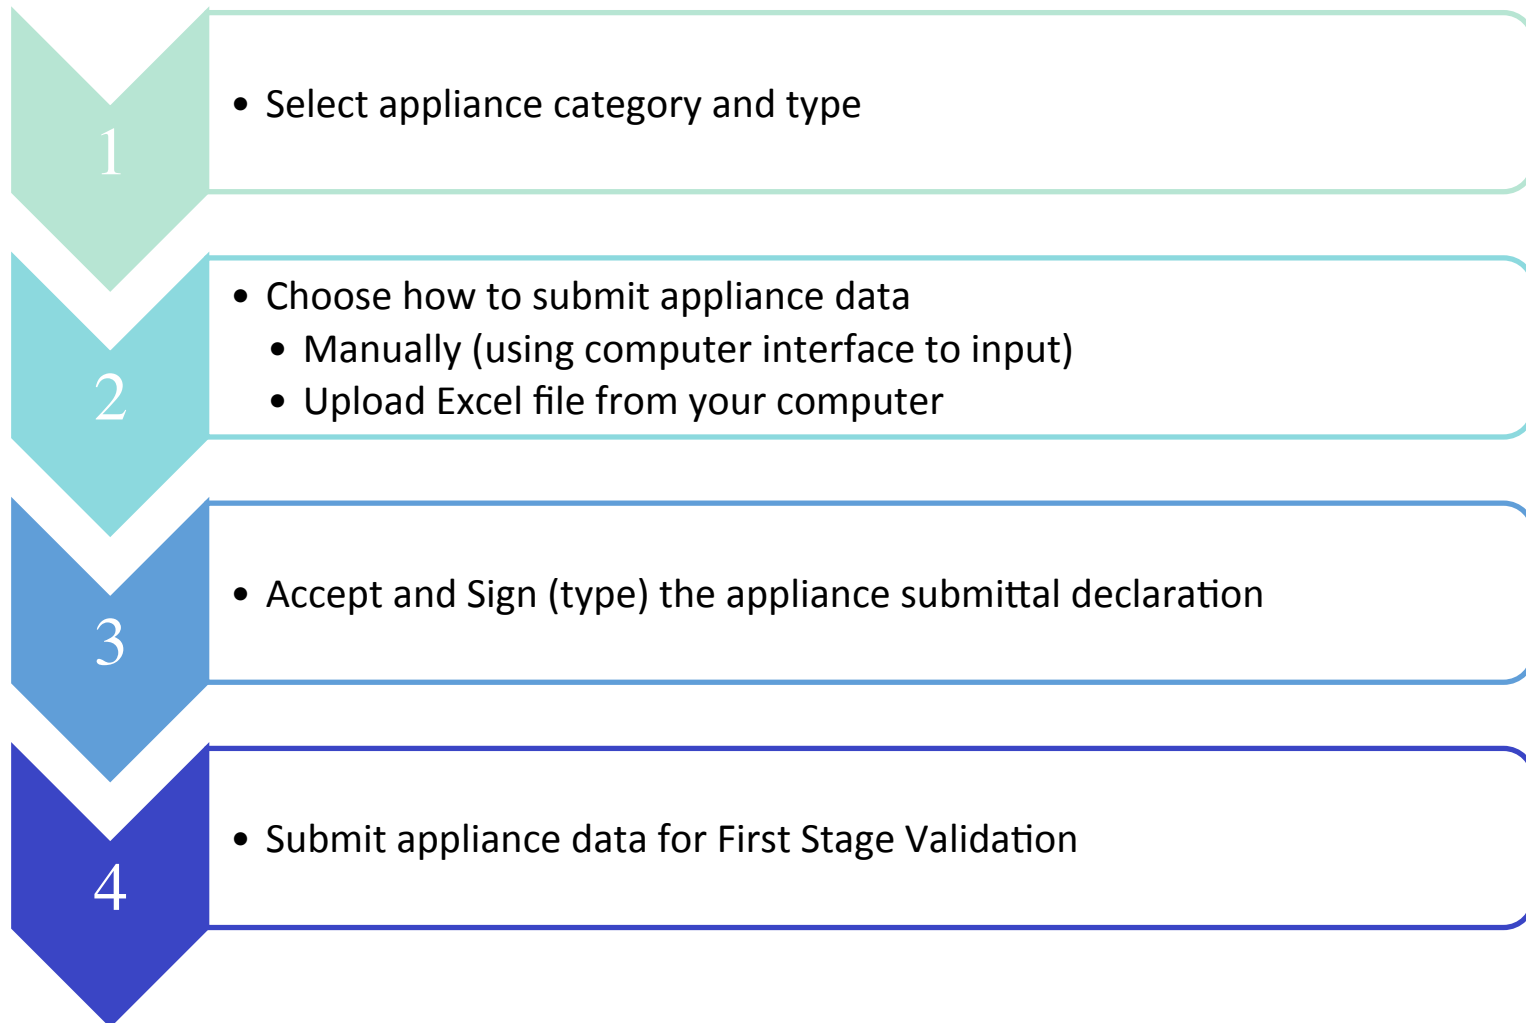 1
• Select appliance category and type
2
• Choose how to submit appliance data
• Manually (using computer interface to input)
• Upload Excel file from your computer
3
• Accept and Sign (type) the appliance submittal declaration
4
• Submit appliance data for First Stage Validation